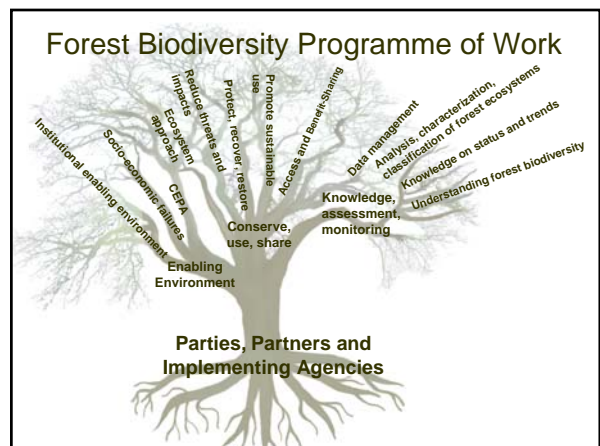 Forest Biodiversity Programme of Work
Institutional enabling environment
Socio-economic failures
CEPA
Ecosystem
approach
Reduce threats and
impacts
Protect, recover, restore
Promote sustainable
use
Access and Benefit-Sharing
Data management
Analysis, characterization,
classification of forest ecosystems
Knowledge on status and trends
Understanding forest biodiversity
Enabling
Environment
Conserve,
use, share
Knowledge,
assessment,
monitoring
Parties, Partners and
Implementing Agencies